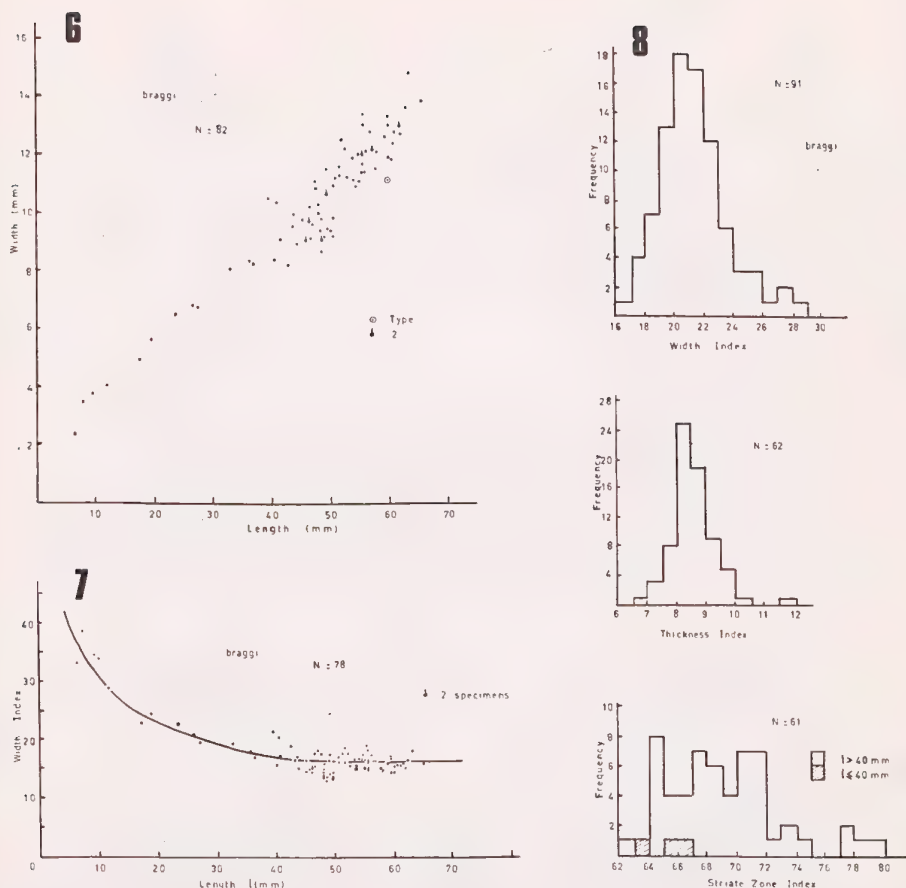 6
braggi
N = 82
16
14
12
10
8
6
4
2
Width (mm)
Type
2
10 20 30 40 50 60 70
Length (mm)
7
braggi
N = 78
2 specimens
40
30
20
10
0
Width Index
10 20 30 40 50 60 70 80
Length (mm)
8
N=91
braggi
18
16
14
12
10
8
6
4
2
Frequency
16 18 20 22 24 26 28 30
Width Index
N = 62
28
24
20
16
12
8
4
Frequency
6 7 8 9 10 11 12
Thickness Index
N=61
10
8
6
4
2
Frequency
l > 40 mm
l ≤ 40 mm
62 64 66 68 70 72 74 76 78 80
Striate Zone Index